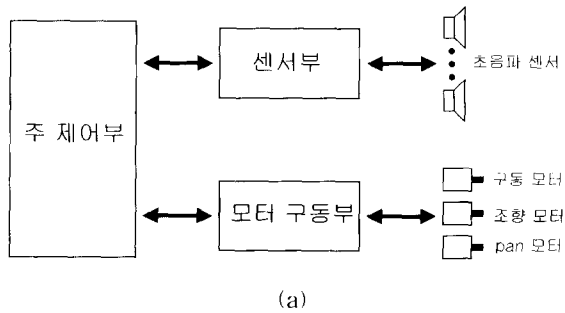 센서부
초음파 센서
주 제어부
구동 모터
모터 구동부
조향 모터
pan 모터
(a)